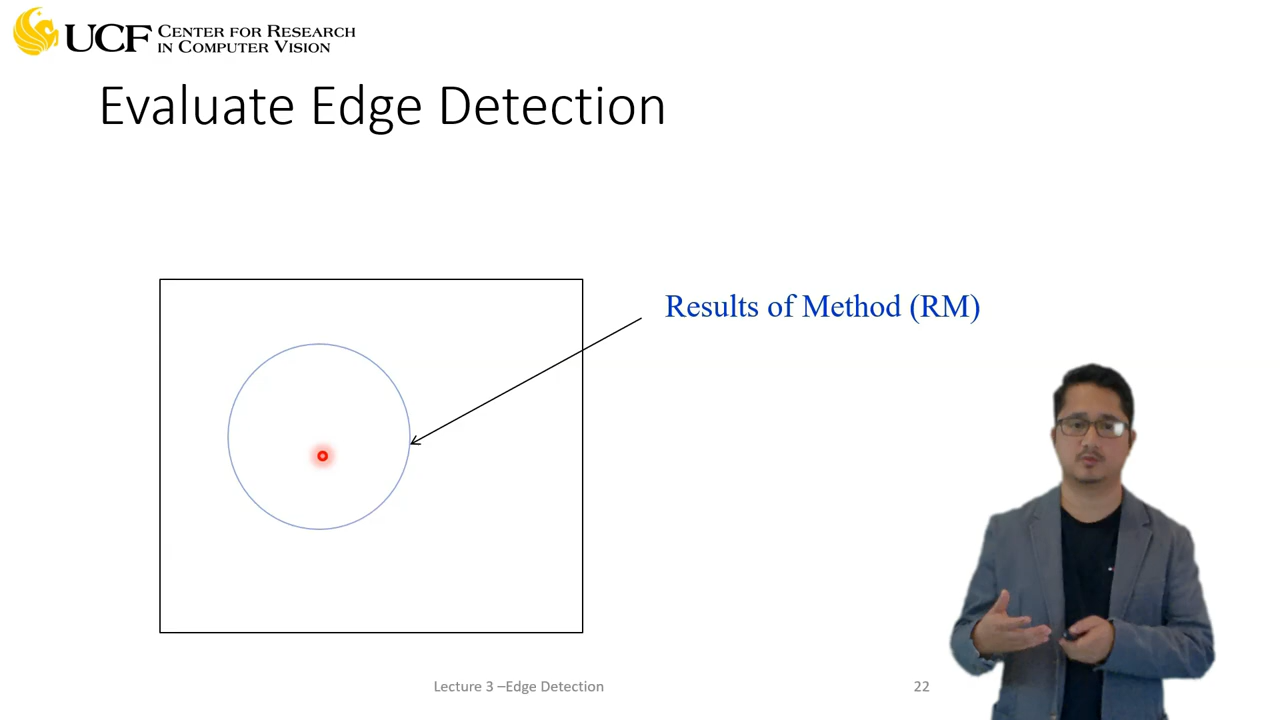 UCF CENTER FOR RESEARCH
IN COMPUTER VISION
Evaluate Edge Detection
Results of Method (RM)
Lecture 3 –Edge Detection
22